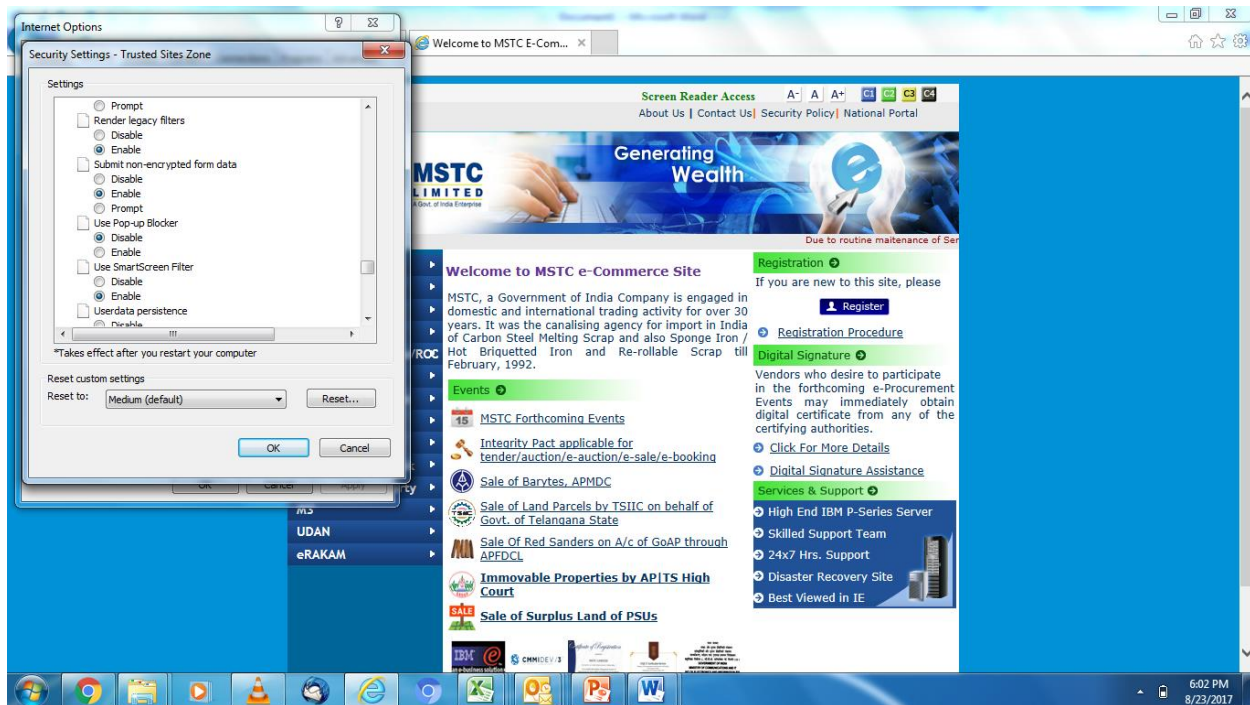 Internet Options
Security Settings - Trusted Sites Zone
Settings
Prompt
Render legacy filters
Disable
Enable
Submit non-encrypted form data
Disable
Enable
Prompt
Use Pop-up Blocker
Disable
Enable
Use SmartScreen Filter
Disable
Enable
Userdata persistence
Disable
*Takes effect after you restart your computer
Reset custom settings
Reset to: Medium (default) Reset...
OK Cancel
OK Cancel Apply
Welcome to MSTC E-Com...
Screen Reader Access A- A A+ C1 C2 C3 C4
About Us | Contact Us| Security Policy| National Portal
MSTC
LIMITED
A Govt. of India Enterprise
Generating
Wealth
Due to routine maitenance of Ser
/ROC
ty
MS
UDAN
eRAKAM
Welcome to MSTC e-Commerce Site
MSTC, a Government of India Company is engaged in
domestic and international trading activity for over 30
years. It was the canalising agency for import in India
of Carbon Steel Melting Scrap and also Sponge Iron /
Hot Briquetted Iron and Re-rollable Scrap till
February, 1992.
Events
15 MSTC Forthcoming Events
Integrity Pact applicable for
tender/auction/e-auction/e-sale/e-booking
Sale of Barytes, APMDC
Sale of Land Parcels by TSIIC on behalf of
Govt. of Telangana State
Sale Of Red Sanders on A/c of GoAP through
APFDCL
Immovable Properties by AP|TS High
Court
SALE
Sale of Surplus Land of PSUs
IBM
CMMIDEV/3
Registration
If you are new to this site, please
Register
Registration Procedure
Digital Signature
Vendors who desire to participate
in the forthcoming e-Procurement
Events may immediately obtain
digital certificate from any of the
certifying authorities.
Click For More Details
Digital Signature Assistance
Services & Support
High End IBM P-Series Server
Skilled Support Team
24x7 Hrs. Support
Disaster Recovery Site
Best Viewed in IE
6:02 PM
8/23/2017